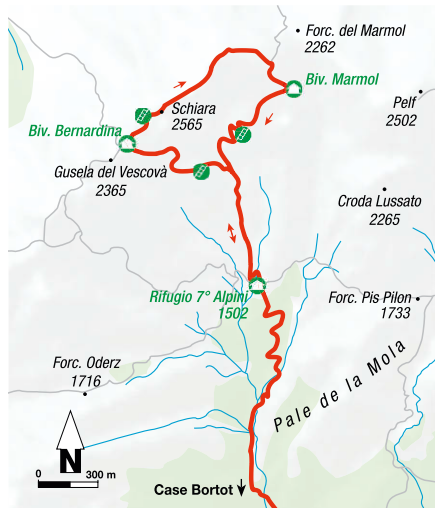 Forc. del Marmol
2262
Biv. Marmol
Pelf
2502
Schiara
2565
Biv. Bernardina
Gusela del Vescovà
2365
Croda Lussato
2265
Rifugio 7° Alpini
1502
Forc. Pis Pilon
1733
Forc. Oderz
1716
Pale de la Mola
N
0 300 m
Case Bortot